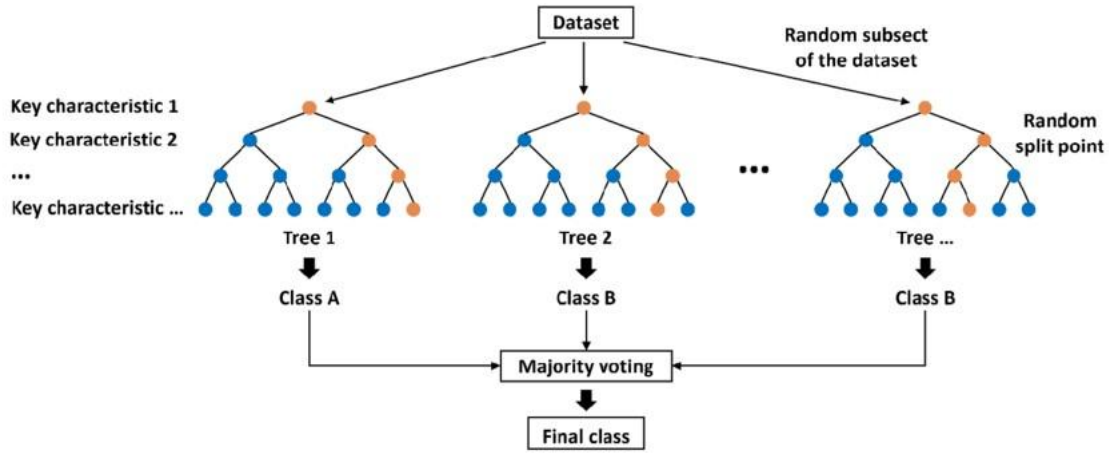 Dataset
Random subsect
of the dataset
Key characteristic 1
Key characteristic 2
Random
split point
...
...
Key characteristic ...
Tree 1
Tree 2
Tree ...
Class A
Class B
Class B
Majority voting
Final class